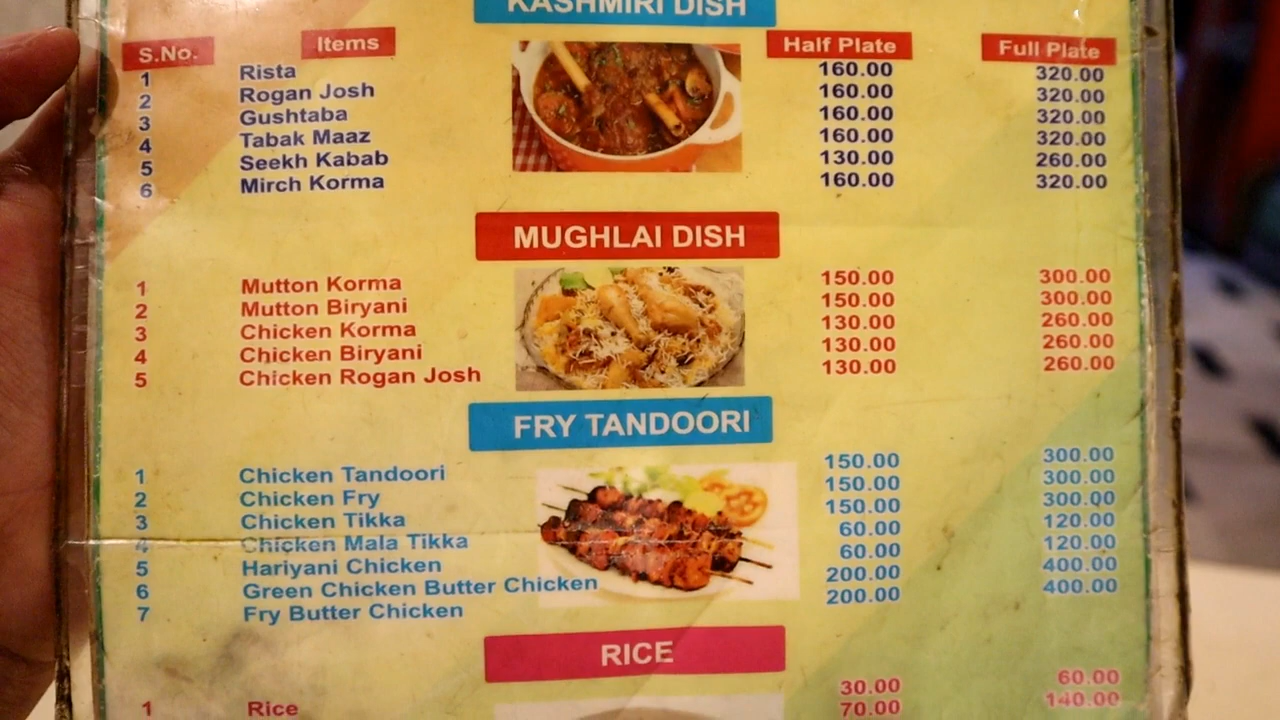 KASHMIRI DISH
S.No. Items Half Plate Full Plate
1 Rista 160.00 320.00
2 Rogan Josh 160.00 320.00
3 Gushtaba 160.00 320.00
4 Tabak Maaz 160.00 320.00
5 Seekh Kabab 130.00 260.00
6 Mirch Korma 160.00 320.00
MUGHLAI DISH
1 Mutton Korma 150.00 300.00
2 Mutton Biryani 150.00 300.00
3 Chicken Korma 130.00 260.00
4 Chicken Biryani 130.00 260.00
5 Chicken Rogan Josh 130.00 260.00
FRY TANDOORI
1 Chicken Tandoori 150.00 300.00
2 Chicken Fry 150.00 300.00
3 Chicken Tikka 150.00 300.00
4 Chicken Mala Tikka 60.00 120.00
5 Hariyani Chicken 60.00 120.00
6 Green Chicken Butter Chicken 200.00 400.00
7 Fry Butter Chicken 200.00 400.00
RICE
30.00 60.00
1 Rice 70.00 140.00